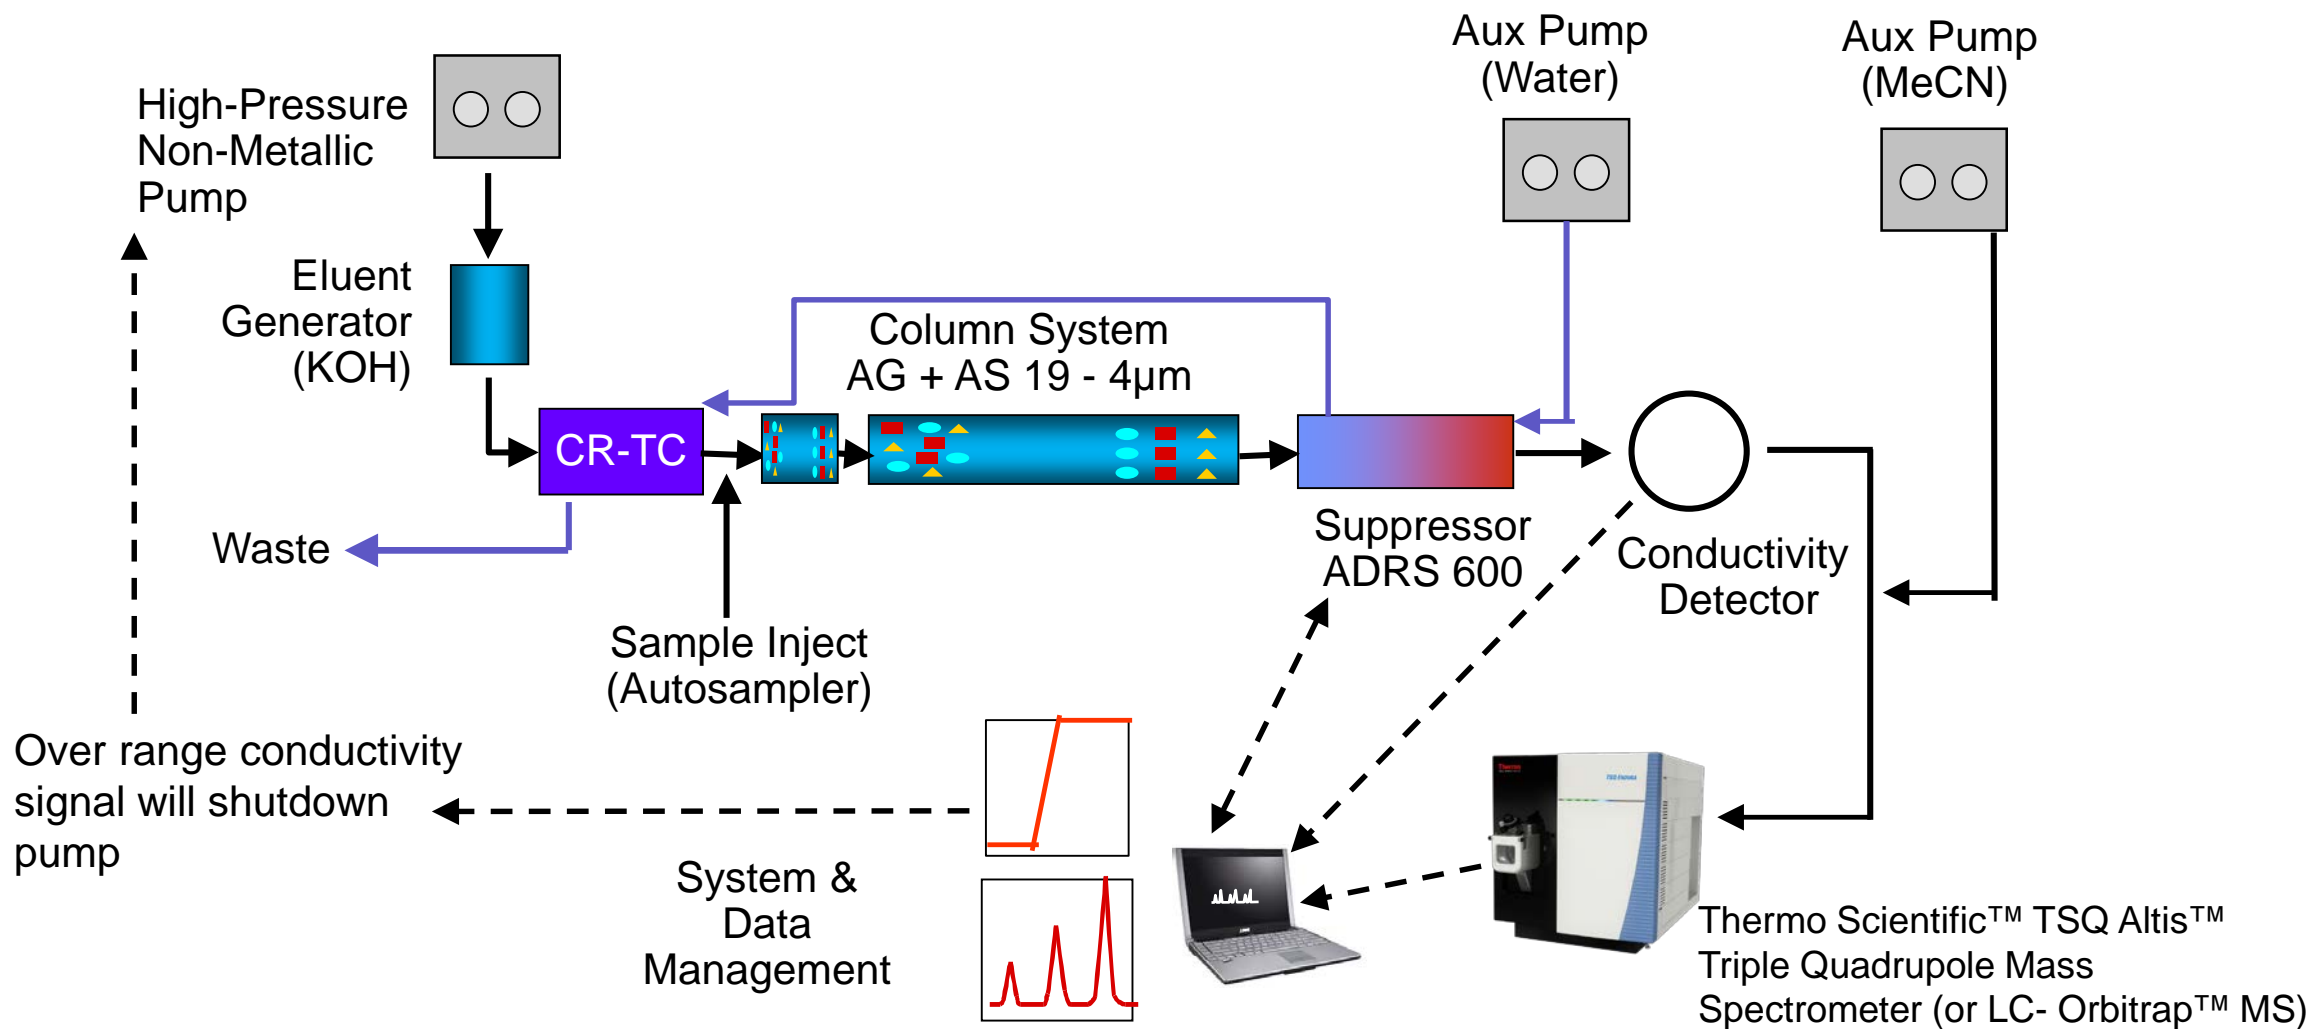 Aux Pump
(Water)
Aux Pump
(MeCN)
High-Pressure
Non-Metallic
Pump
Eluent
Generator
(KOH)
Column System
AG + AS 19 - 4µm
CR-TC
Waste
Suppressor
ADRS 600
Conductivity
Detector
Sample Inject
(Autosampler)
Over range conductivity
signal will shutdown
pump
System &
Data
Management
Thermo
Thermo Scientific™ TSQ Altis™
Triple Quadrupole Mass
Spectrometer (or LC- Orbitrap™ MS)